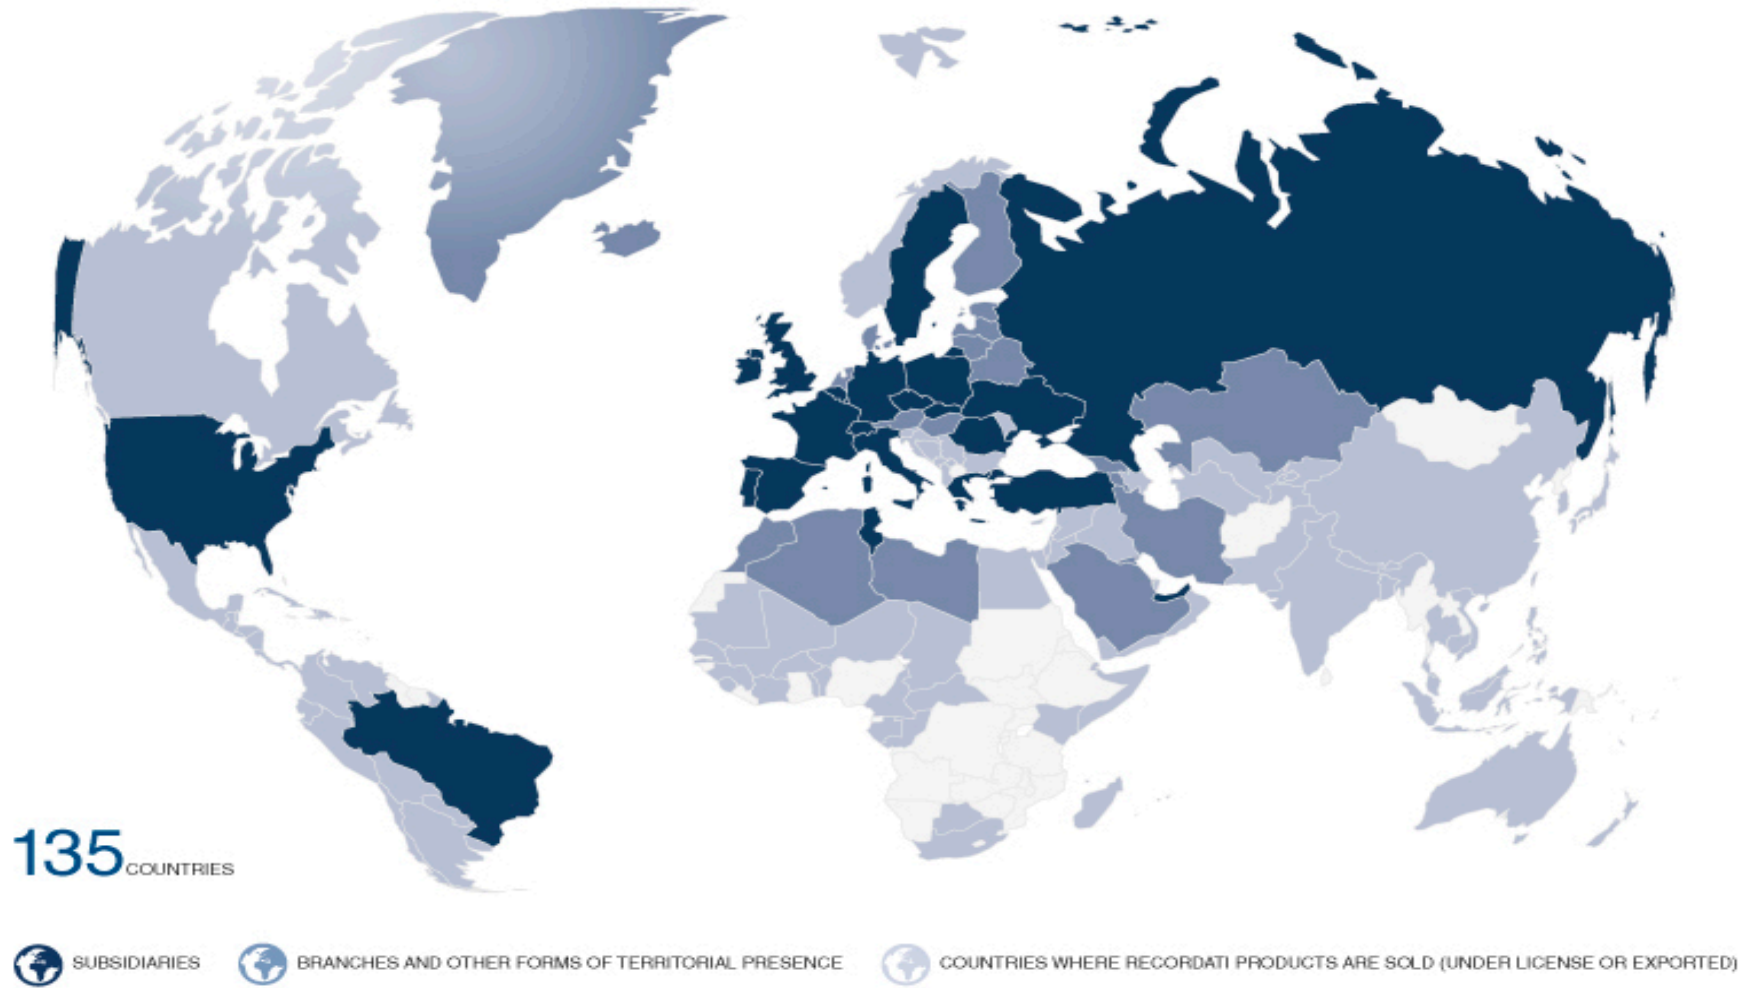 135 COUNTRIES
SUBSIDIARIES
BRANCHES AND OTHER FORMS OF TERRITORIAL PRESENCE
COUNTRIES WHERE RECORDATI PRODUCTS ARE SOLD (UNDER LICENSE OR EXPORTED)